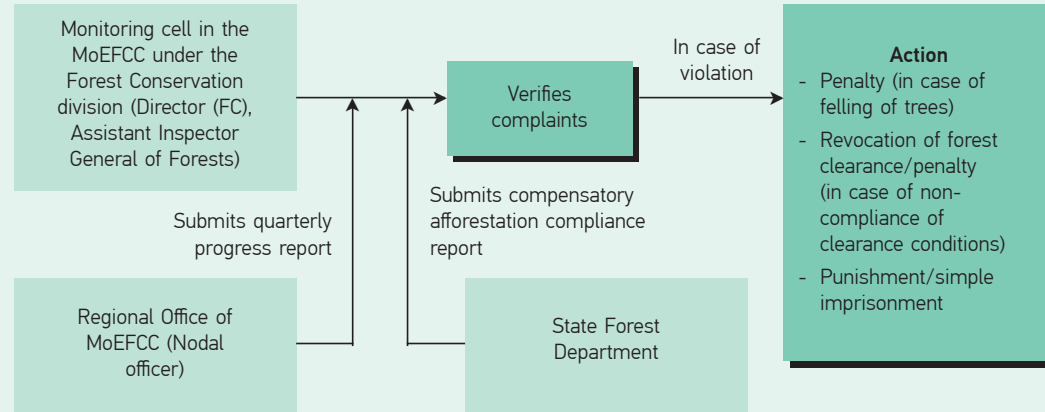 Monitoring cell in the
MoEFCC under the
Forest Conservation
division (Director (FC),
Assistant Inspector
General of Forests)
Verifies
complaints
In case of
violation
Action
- Penalty (in case of
felling of trees)
- Revocation of forest
clearance/penalty
(in case of non-
compliance of
clearance conditions)
- Punishment/simple
imprisonment
Submits quarterly
progress report
Submits compensatory
afforestation compliance
report
Regional Office of
MoEFCC (Nodal
officer)
State Forest
Department